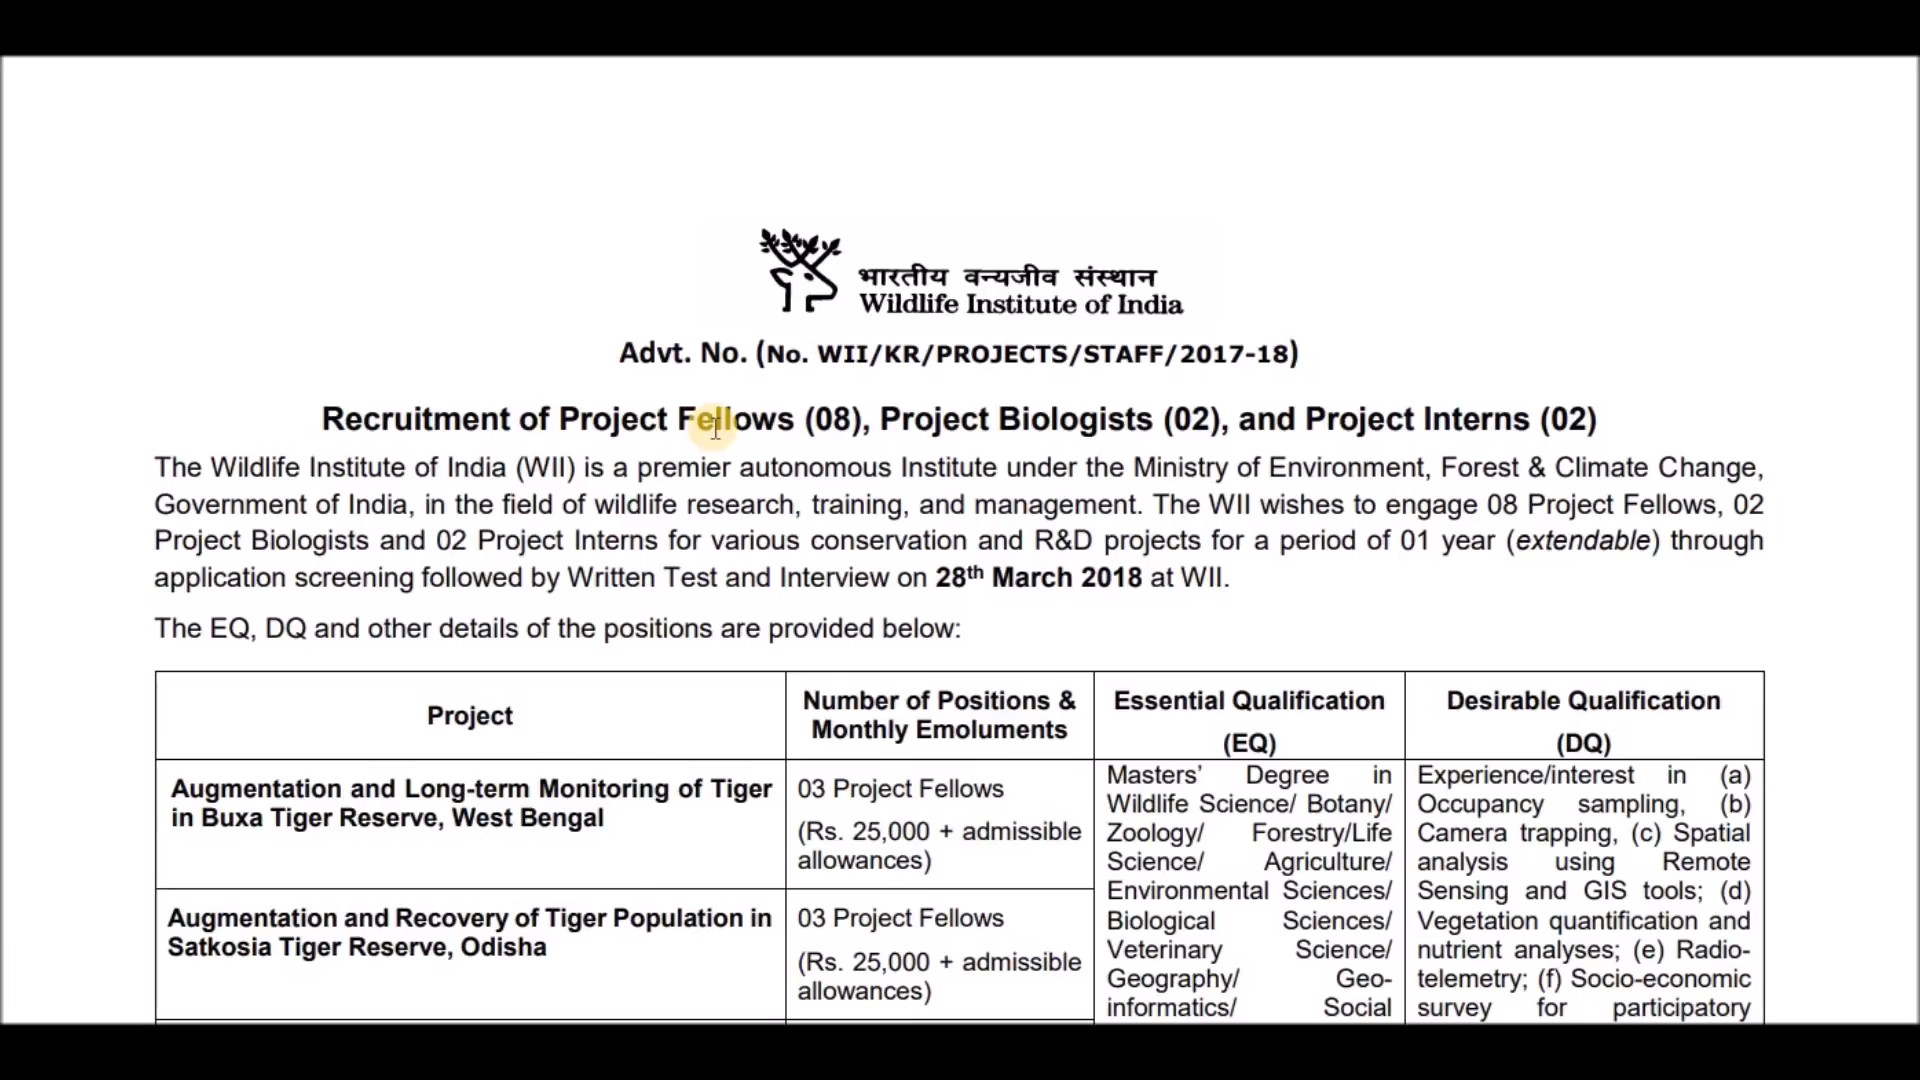 भारतीय वन्यजीव संस्थान
Wildlife Institute of India
Advt. No. (No. WII/KR/PROJECTS/STAFF/2017-18)
Recruitment of Project Fellows (08), Project Biologists (02), and Project Interns (02)
The Wildlife Institute of India (WII) is a premier autonomous Institute under the Ministry of Environment, Forest & Climate Change,
Government of India, in the field of wildlife research, training, and management. The WII wishes to engage 08 Project Fellows, 02
Project Biologists and 02 Project Interns for various conservation and R&D projects for a period of 01 year (extendable) through
application screening followed by Written Test and Interview on 28th March 2018 at WII.
The EQ, DQ and other details of the positions are provided below:
Project
Number of Positions &
Monthly Emoluments
Essential Qualification
(EQ)
Desirable Qualification
(DQ)
Augmentation and Long-term Monitoring of Tiger
in Buxa Tiger Reserve, West Bengal
03 Project Fellows
(Rs. 25,000 + admissible
allowances)
Augmentation and Recovery of Tiger Population in
Satkosia Tiger Reserve, Odisha
03 Project Fellows
(Rs. 25,000 + admissible
allowances)
Masters' Degree in
Wildlife Science/ Botany/
Zoology/ Forestry/Life
Science/ Agriculture/
Environmental Sciences/
Biological Sciences/
Veterinary Science/
Geography/ Geo-
informatics/ Social
Experience/interest in (a)
Occupancy sampling, (b)
Camera trapping, (c) Spatial
analysis using Remote
Sensing and GIS tools; (d)
Vegetation quantification and
nutrient analyses; (e) Radio-
telemetry; (f) Socio-economic
survey for participatory